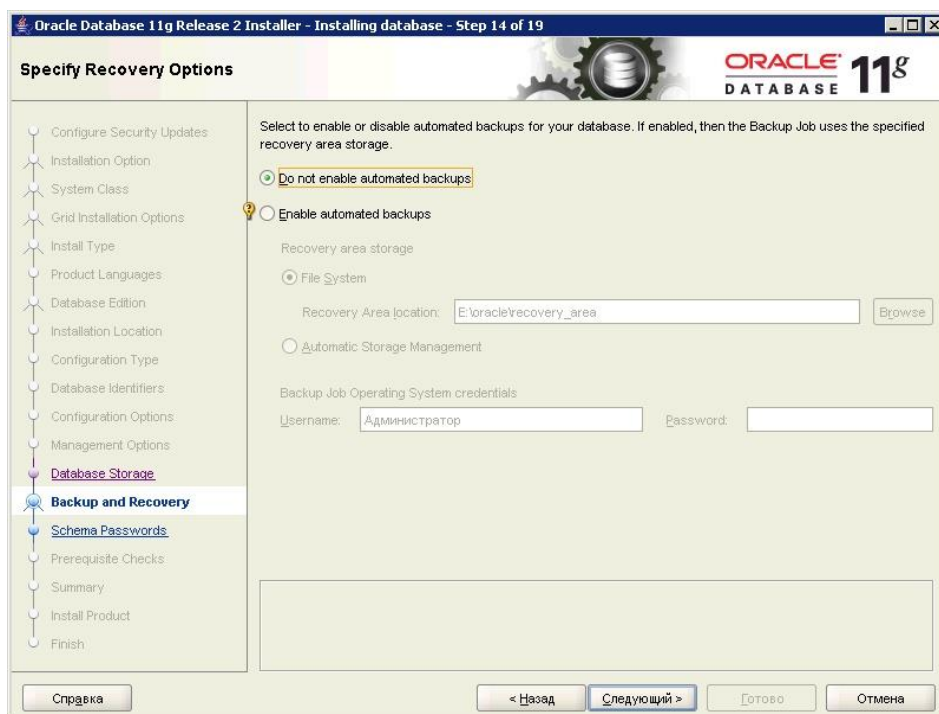 Oracle Database 11g Release 2 Installer - Installing database - Step 14 of 19
Specify Recovery Options
ORACLE
DATABASE
11g
Configure Security Updates
Installation Option
System Class
Grid Installation Options
Install Type
Product Languages
Database Edition
Installation Location
Configuration Type
Database Identifiers
Configuration Options
Management Options
Database Storage
Backup and Recovery
Schema Passwords
Prerequisite Checks
Summary
Install Product
Finish
Select to enable or disable automated backups for your database. If enabled, then the Backup Job uses the specified
recovery area storage.
Do not enable automated backups
Enable automated backups
Recovery area storage
File System
Recovery Area location: E:\oracle\recovery_area Browse
Automatic Storage Management
Backup Job Operating System credentials
Username: Администратор Password:
Справка < Назад Следующий > Готово Отмена